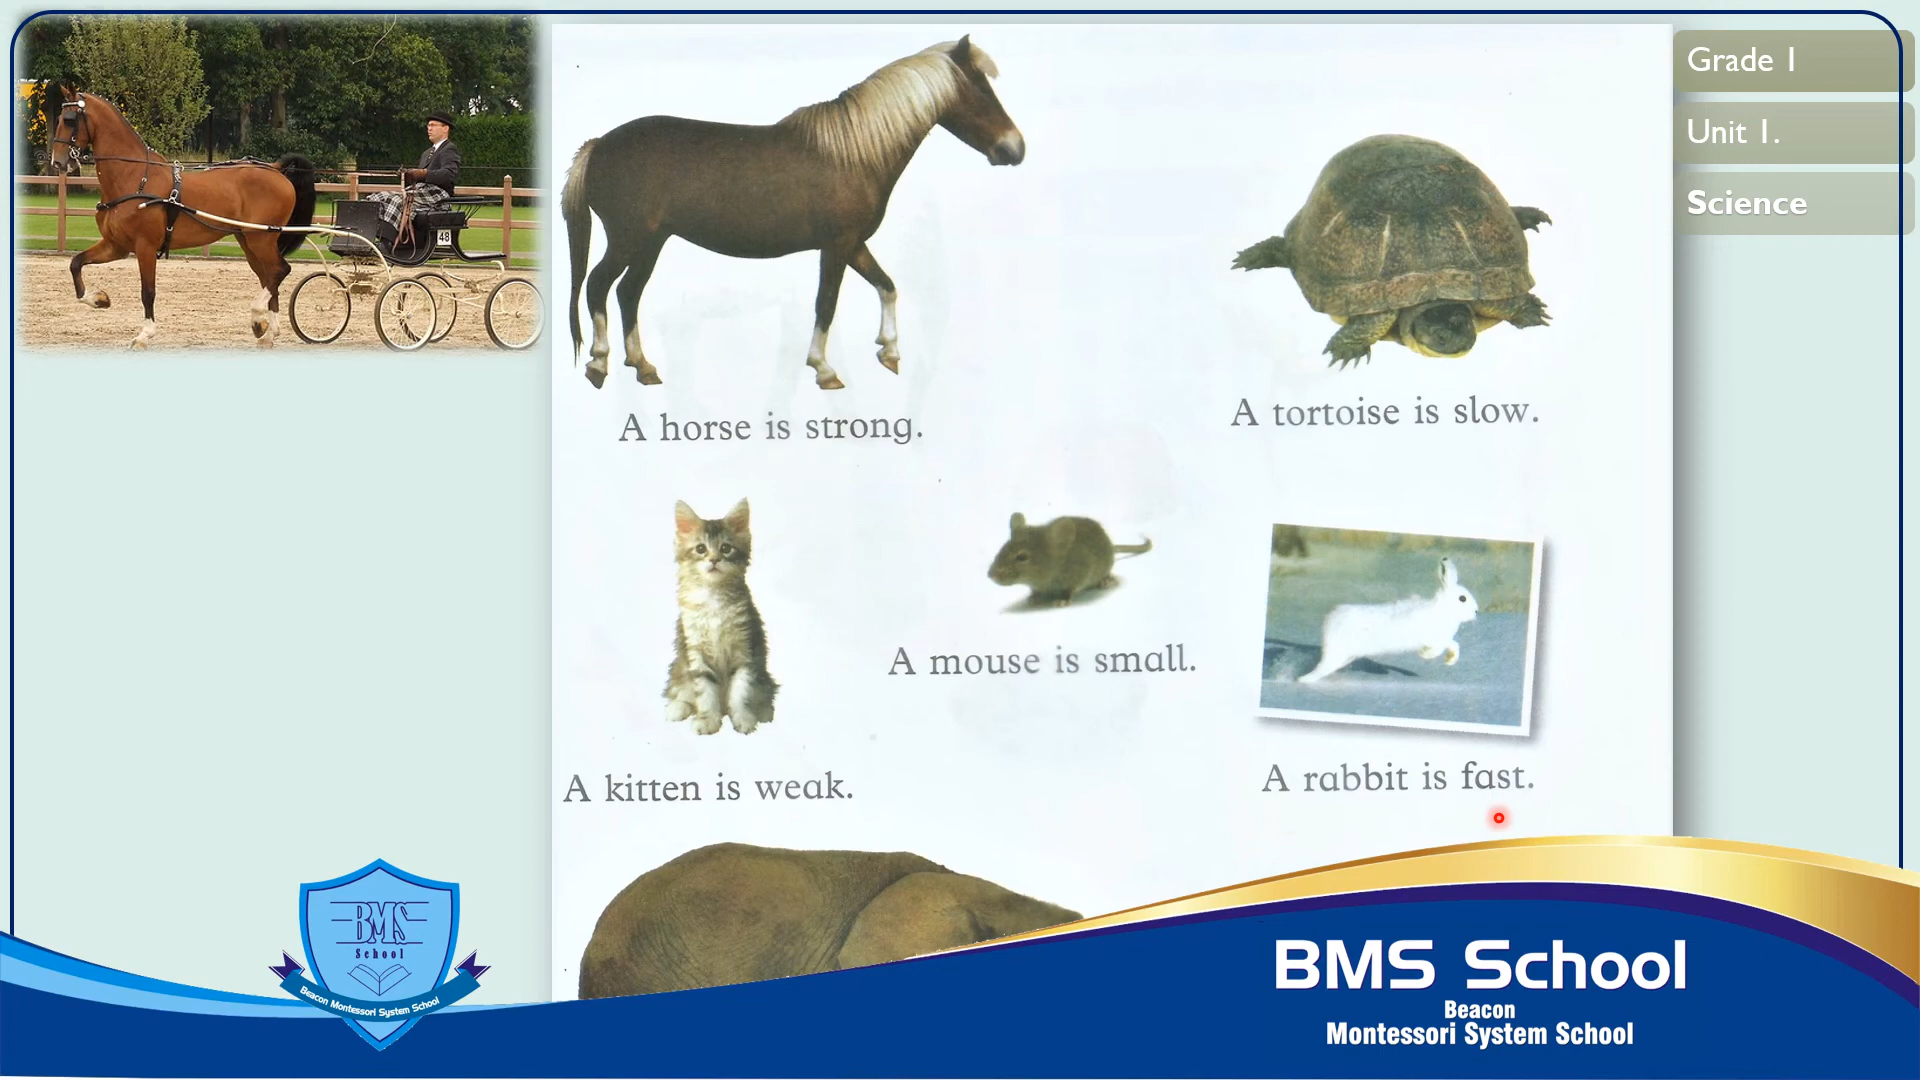 Grade 1
Unit 1.
Science
48
A horse is strong.
A tortoise is slow.
A mouse is small.
A kitten is weak.
A rabbit is fast.
BMS
School
Beacon Montessori System School
BMS School
Beacon
Montessori System School